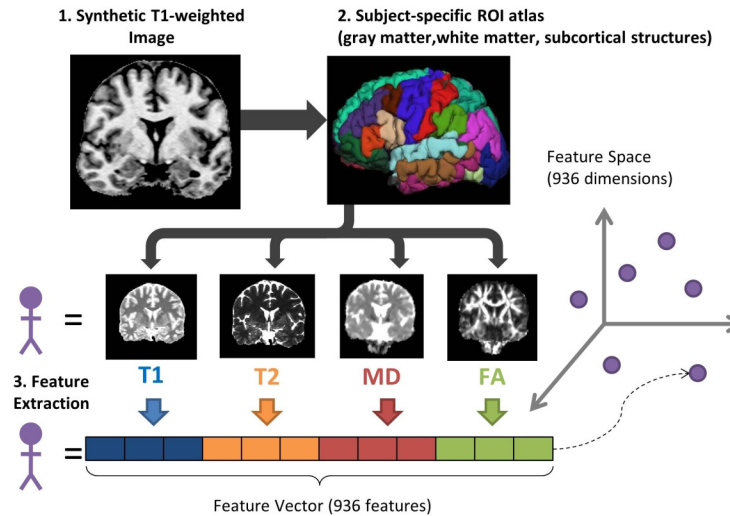 1. Synthetic T1-weighted
Image
2. Subject-specific ROI atlas
(gray matter,white matter, subcortical structures)
Feature Space
(936 dimensions)
=
T1
T2
MD
FA
3. Feature
Extraction
=
Feature Vector (936 features)